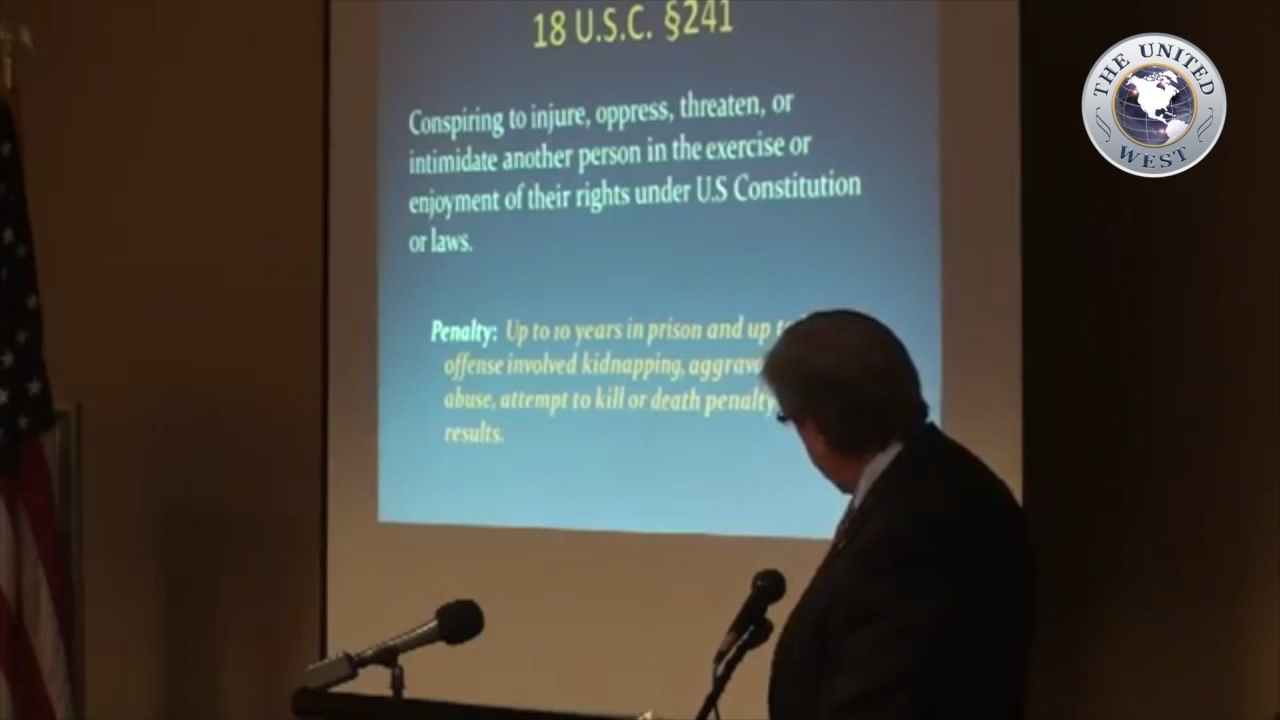 18 U.S.C. §241
Conspiring to injure, oppress, threaten, or
intimidate another person in the exercise or
enjoyment of their rights under U.S Constitution
or laws.
Penalty: Up to 10 years in prison and up
offense involved kidnapping,
abuse, attempt to kill or death penalty
results.
THE UNITED
WEST